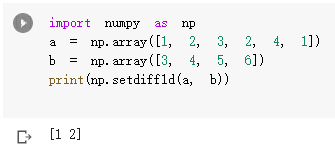 import numpy as np
a = np.array([1, 2, 3, 2, 4, 1])
b = np.array([3, 4, 5, 6])
print(np.setdiff1d(a, b))
[1 2]